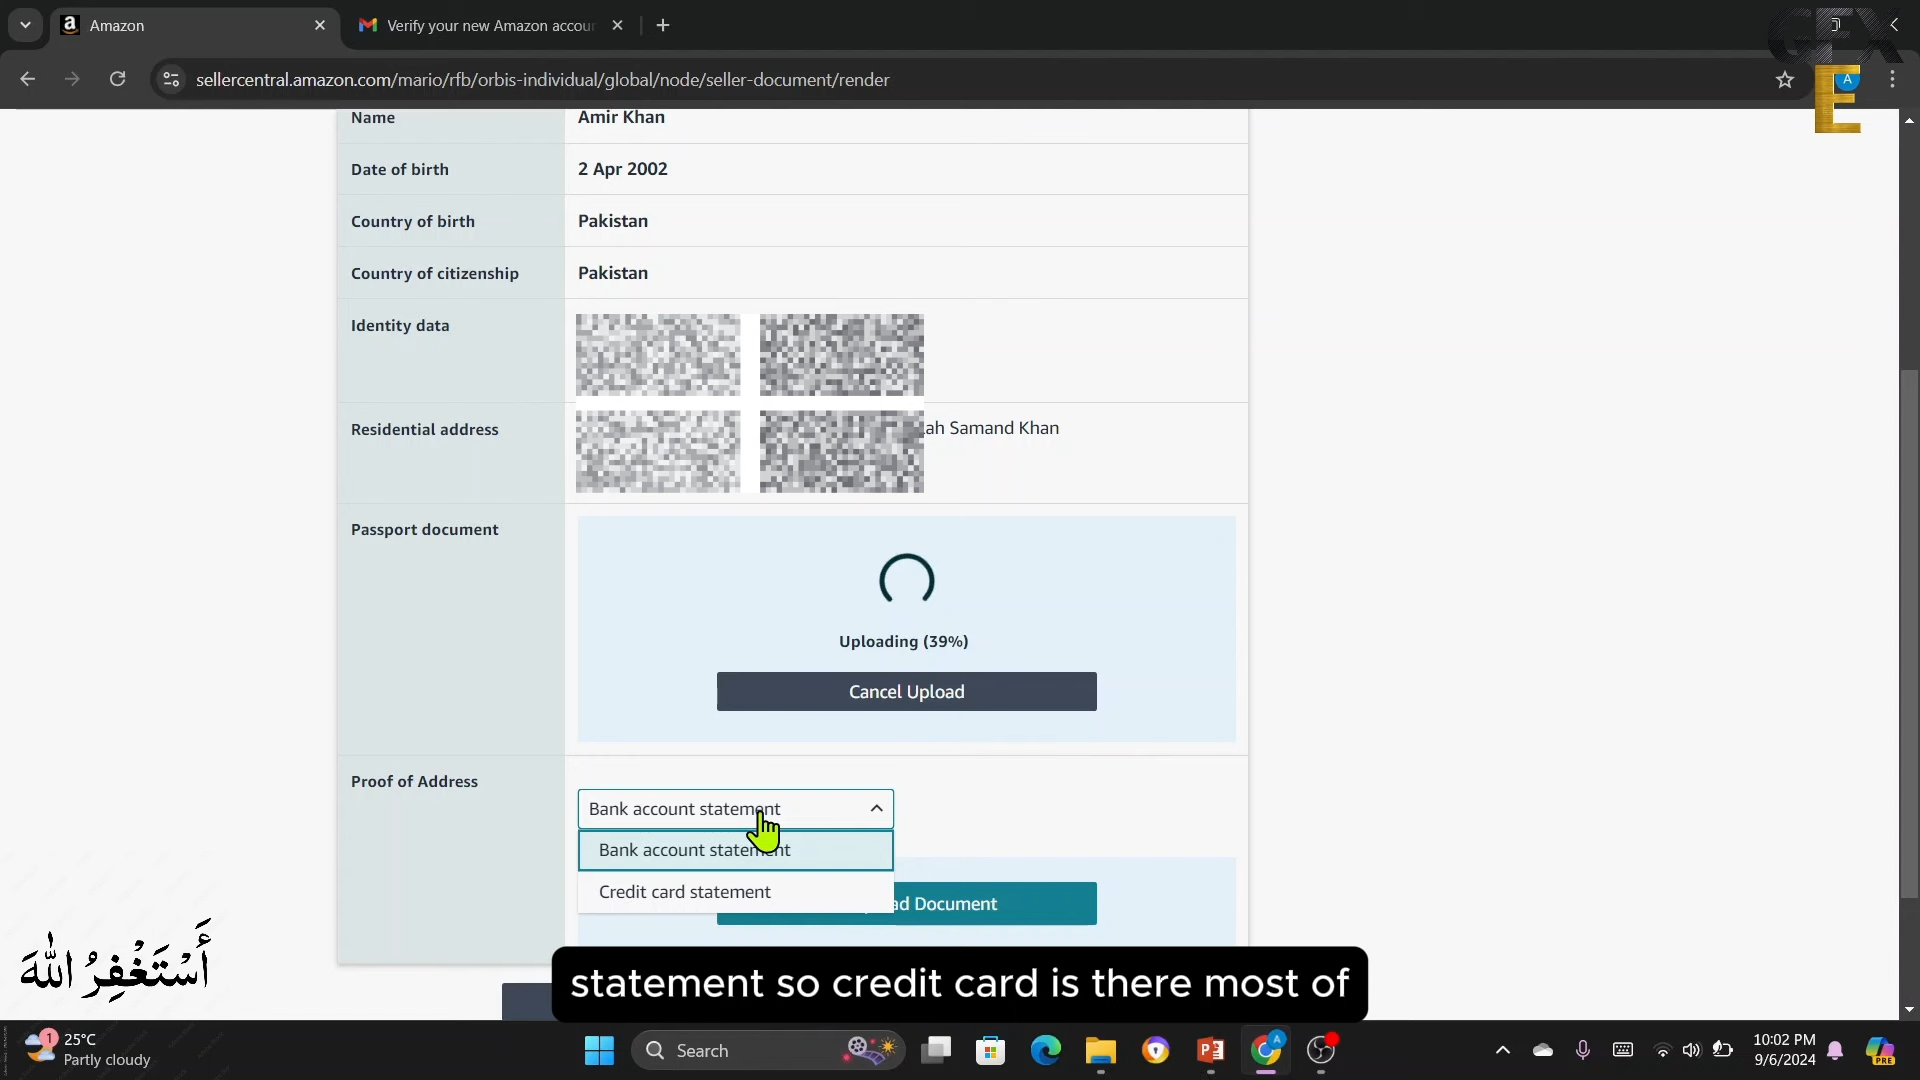 Amazon
Verify your new Amazon accou
GFX
E
A
sellercentral.amazon.com/mario/rfb/orbis-individual/global/node/seller-document/render
Name
Amir Khan
Date of birth
2 Apr 2002
Country of birth
Pakistan
Country of citizenship
Pakistan
Identity data
Residential address
ah Samand Khan
Passport document
Uploading (39%)
Cancel Upload
Proof of Address
Bank account statement
Bank account statement
Credit card statement
ad Document
أَسْتَغْفِرُ اللهَ
statement so credit card is there most of
1
25°C
Partly cloudy
Search
A
10:02 PM
9/6/2024
PRE